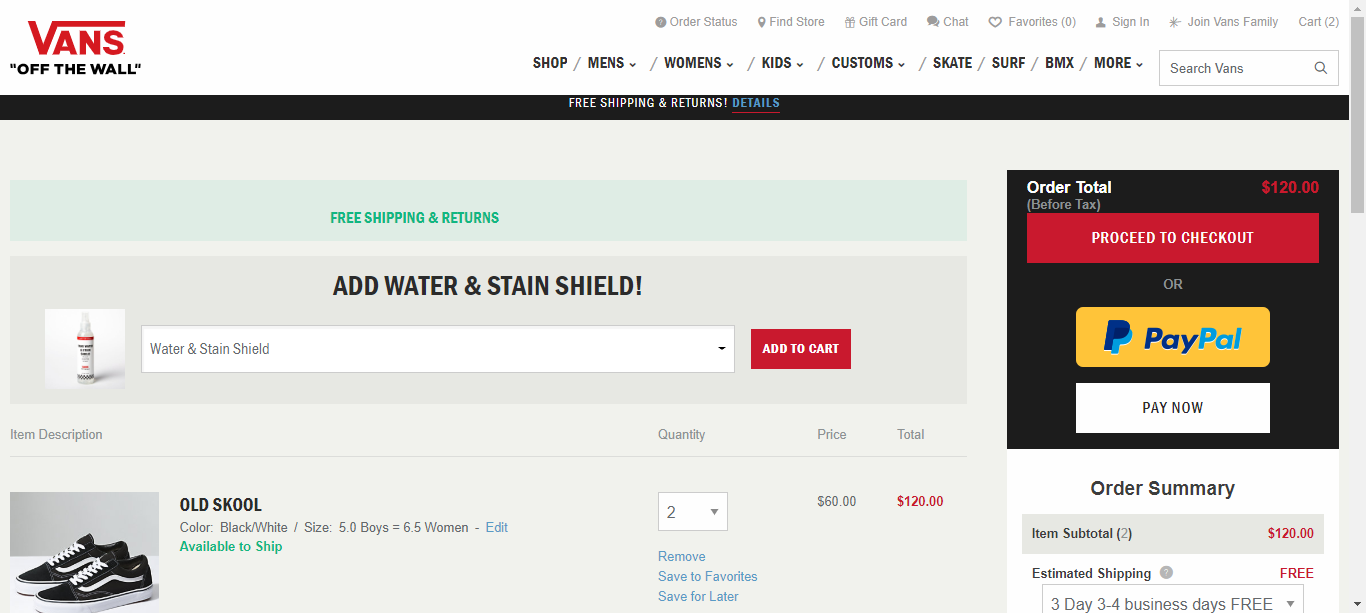 VANS
"OFF THE WALL"
Order Status Find Store Gift Card Chat Favorites (0) Sign In Join Vans Family Cart (2)
SHOP / MENS / WOMENS / KIDS / CUSTOMS / SKATE / SURF / BMX / MORE
Search Vans
FREE SHIPPING & RETURNS! DETAILS
FREE SHIPPING & RETURNS
ADD WATER & STAIN SHIELD!
Water & Stain Shield
ADD TO CART
Item Description Quantity Price Total
OLD SKOOL
Color: Black/White / Size: 5.0 Boys = 6.5 Women - Edit
Available to Ship
2
$60.00
$120.00
Remove
Save to Favorites
Save for Later
Order Total $120.00
(Before Tax)
PROCEED TO CHECKOUT
OR
PayPal
PAY NOW
Order Summary
Item Subtotal (2) $120.00
Estimated Shipping ? FREE
3 Day 3-4 business days FREE